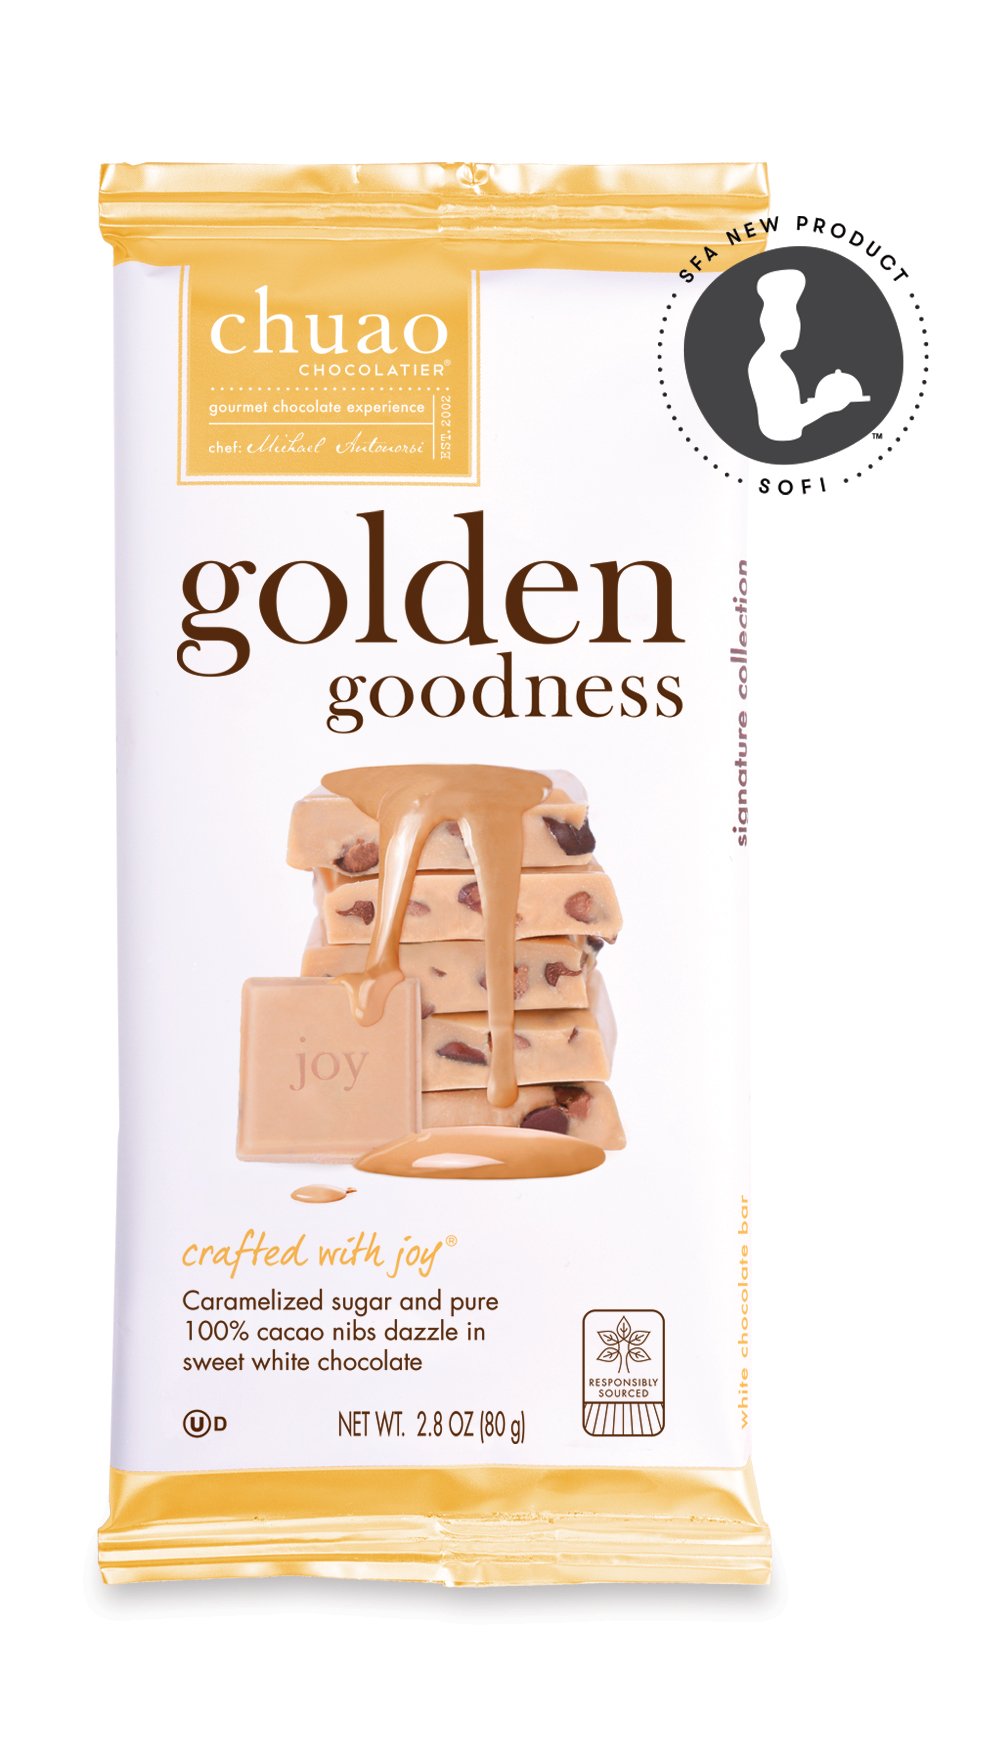 SFA NEW PRODUCT
SOFI
™
chuao
CHOCOLATIER®
gourmet chocolate experience
chef: Michael Antonorsi
EST. 2002
golden
goodness
signature collection
joy
crafted with joy®
Caramelized sugar and pure
100% cacao nibs dazzle in
sweet white chocolate
U D
NET WT. 2.8 OZ (80 g)
RESPONSIBLY
SOURCED
white chocolate bar